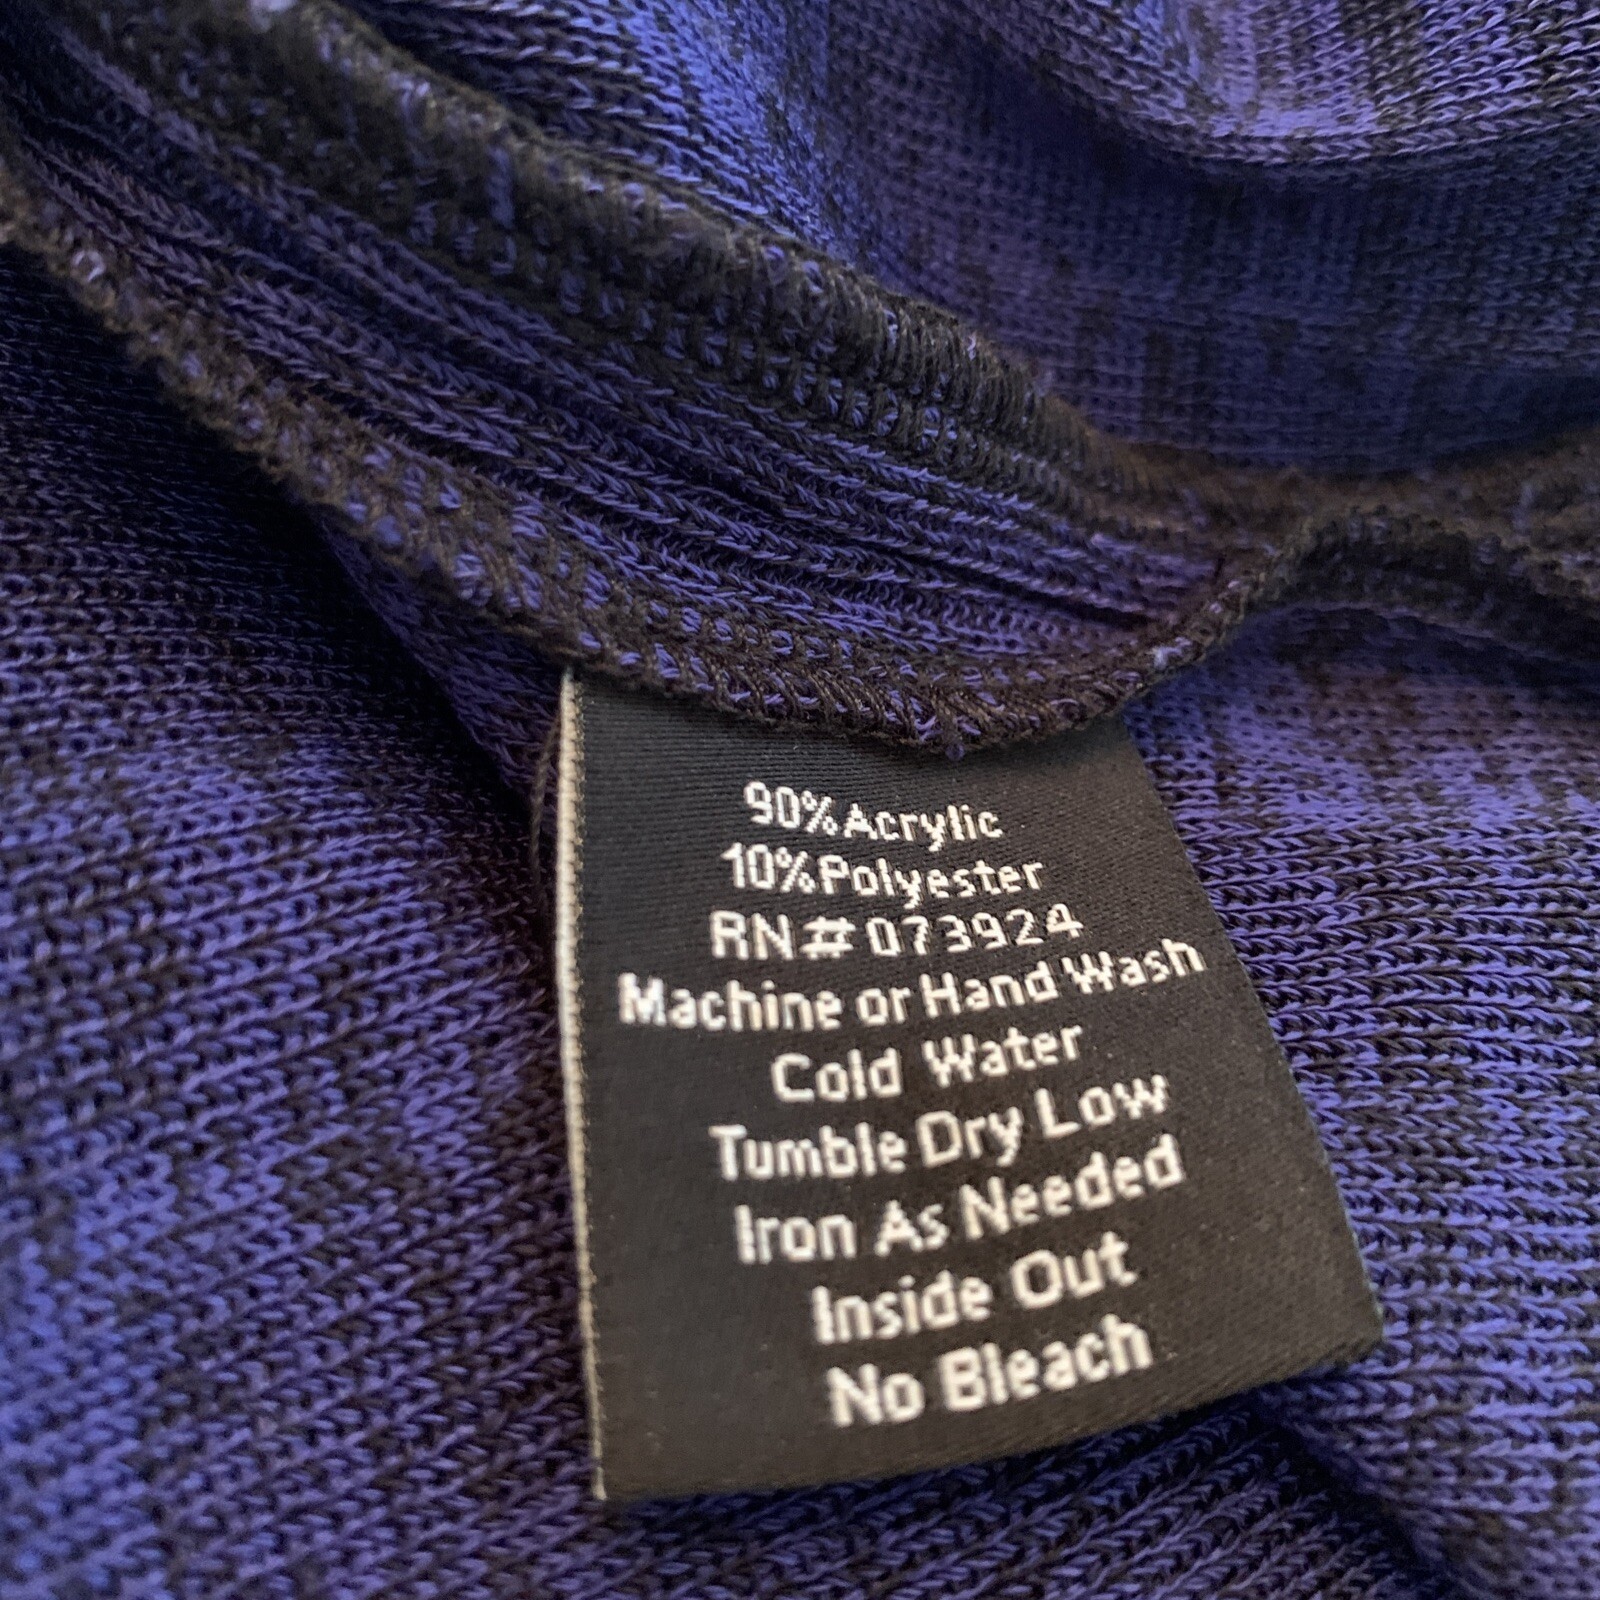 90%Acrylic
10%Polyester
RN#073924
Machine or Hand Wash
Cold Water
Tumble Dry Low
Iron As Needed
Inside Out
No Bleach